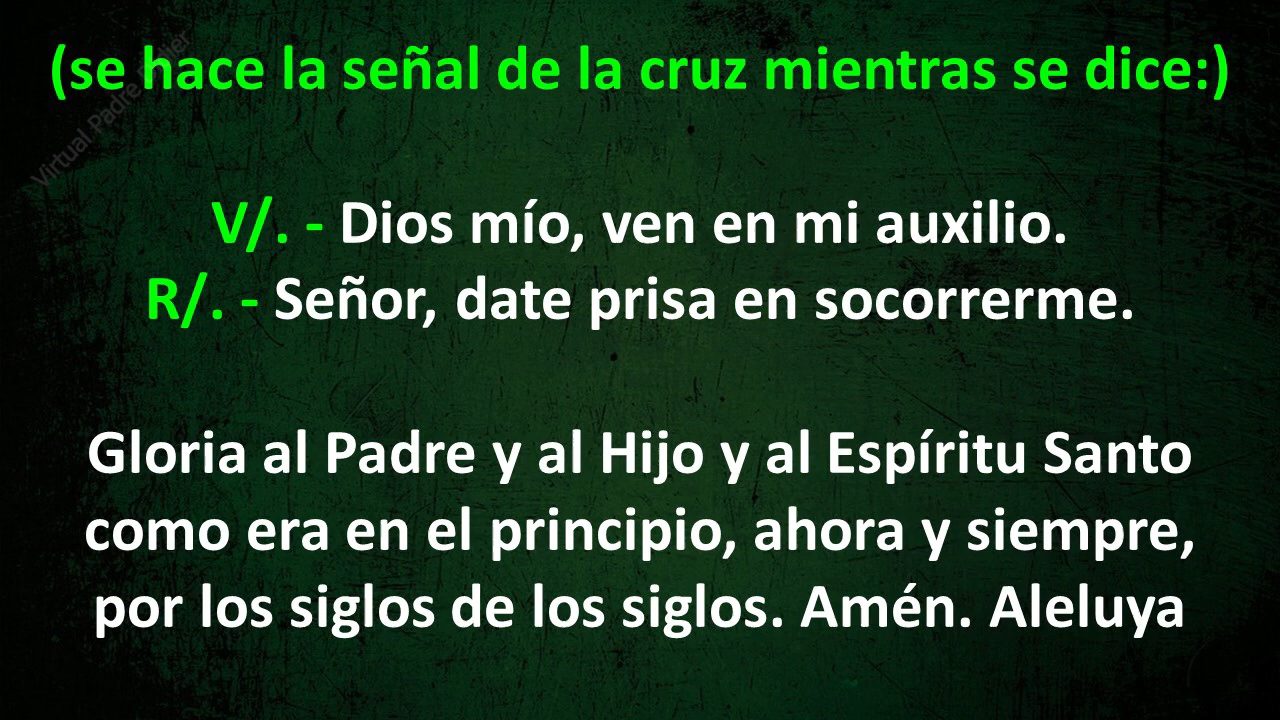 (se hace la señal de la cruz mientras se dice:)
V/. - Dios mío, ven en mi auxilio.
R/. - Señor, date prisa en socorrerme.
Gloria al Padre y al Hijo y al Espíritu Santo
como era en el principio, ahora y siempre,
por los siglos de los siglos. Amén. Aleluya
Virtual Padre